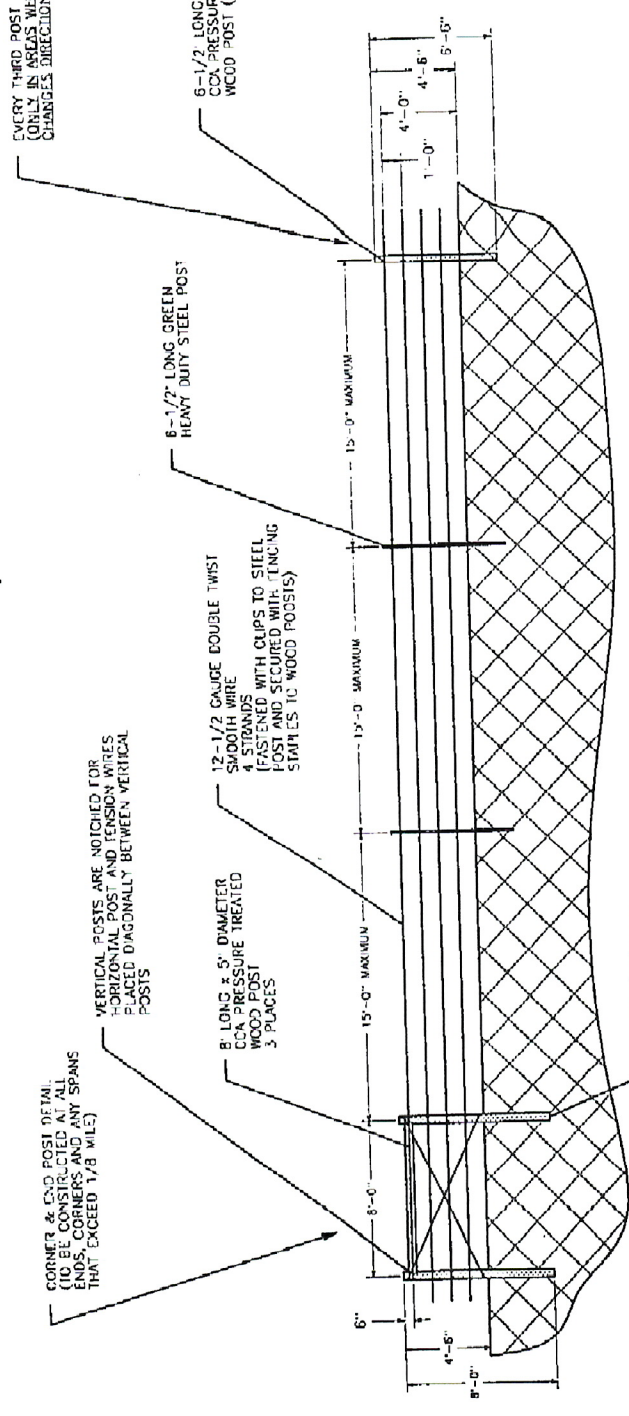 CORNER & END POST DETAIL
(TO BE CONSTRUCTED AT ALL
ENDS, CORNERS AND ANY SPANS
THAT EXCEED 1/8 MILE)
VERTICAL POSTS ARE NOTCHED FOR
HORIZONTAL POST AND TENSION WIRES
PLACED DIAGONALLY BETWEEN VERTICAL
POSTS
8' LONG x 5" DIAMETER
CCA PRESSURE TREATED
WOOD POST
3 PLACES
12-1/2 GAUGE DOUBLE TWIST
SMOOTH WIRE
4 STRANDS
(FASTENED WITH CLIPS TO STEEL
POST AND SECURED WITH FENCING
STAPLES TO WOOD POOSTS)
6-1/2' LONG GREEN
HEAVY DUTY STEEL POST
EVERY THIRD POST
(ONLY IN AREAS WE
CHANGES DIRECTION
6-1/2' LONG
CCA PRESSUR
WOOD POST (
6"
4'-6"
8'-0"
8'-0"
15'-0" MAXIMUM
15'-0" MAXIMUM
15'-0" MAXIMUM
1'-0"
4'-0"
4'-6"
6'-6"